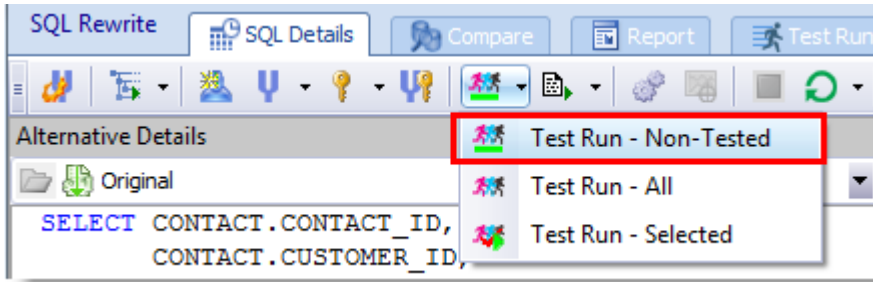 SQL Rewrite SQL Details Compare Report Test Run
Alternative Details
Test Run - Non-Tested
Original
Test Run - All
SELECT CONTACT.CONTACT_ID,
Test Run - Selected
CONTACT.CUSTOMER_ID,